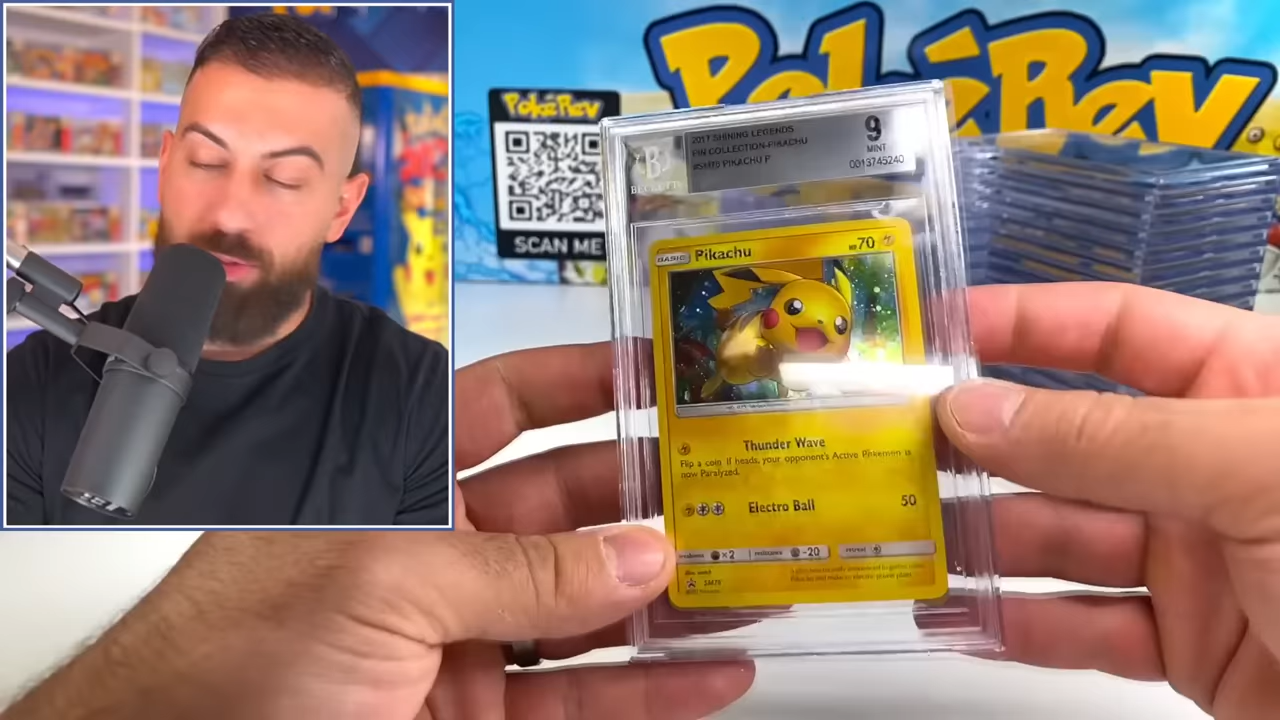 PokéRev
PokéRev
SCAN ME
2017 SHINING LEGENDS
PIN COLLECTION-PIKACHU
PIKACHU
9
MINT
0013745240
B
BECKETT
BASIC
Pikachu
HP70
Thunder Wave
Flip a coin. If heads, your opponent's Active Pokémon is
now Paralyzed.
Electro Ball
50
weakness
×2
resistance
-20
retreat